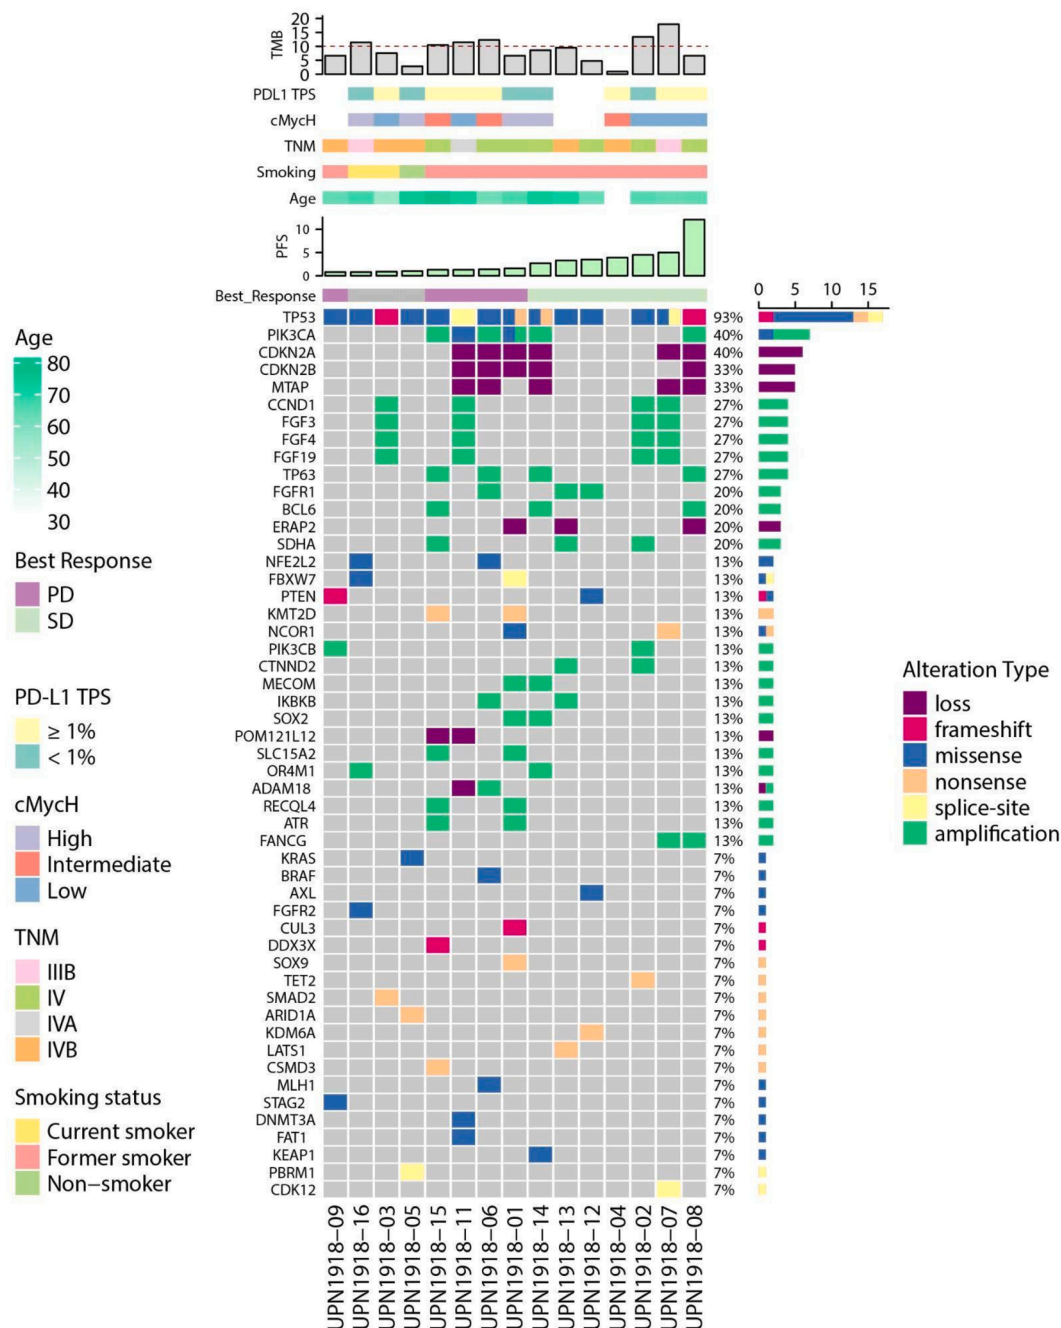 TMB
20
15
10
5
0
PDL1 TPS
cMycH
TNM
Smoking
Age
PFS
10
5
0
Best_Response
0 5 10 15
TP53 93%
PIK3CA 40%
CDKN2A 40%
CDKN2B 33%
MTAP 33%
CCND1 27%
FGF3 27%
FGF4 27%
FGF19 27%
TP63 27%
FGFR1 20%
BCL6 20%
ERAP2 20%
SDHA 20%
NFE2L2 13%
FBXW7 13%
PTEN 13%
KMT2D 13%
NCOR1 13%
PIK3CB 13%
CTNND2 13%
MECOM 13%
IKBKB 13%
SOX2 13%
POM121L12 13%
SLC15A2 13%
OR4M1 13%
ADAM18 13%
RECQL4 13%
ATR 13%
FANCG 13%
KRAS 7%
BRAF 7%
AXL 7%
FGFR2 7%
CUL3 7%
DDX3X 7%
SOX9 7%
TET2 7%
SMAD2 7%
ARID1A 7%
KDM6A 7%
LATS1 7%
CSMD3 7%
MLH1 7%
STAG2 7%
DNMT3A 7%
FAT1 7%
KEAP1 7%
PBRM1 7%
CDK12 7%
UPN1918−09
UPN1918−16
UPN1918−03
UPN1918−05
UPN1918−15
UPN1918−11
UPN1918−06
UPN1918−01
UPN1918−14
UPN1918−13
UPN1918−12
UPN1918−04
UPN1918−02
UPN1918−07
UPN1918−08
Age
80
70
60
50
40
30
Best Response
PD
SD
PD-L1 TPS
≥ 1%
< 1%
cMycH
High
Intermediate
Low
TNM
IIIB
IV
IVA
IVB
Smoking status
Current smoker
Former smoker
Non−smoker
Alteration Type
loss
frameshift
missense
nonsense
splice-site
amplification